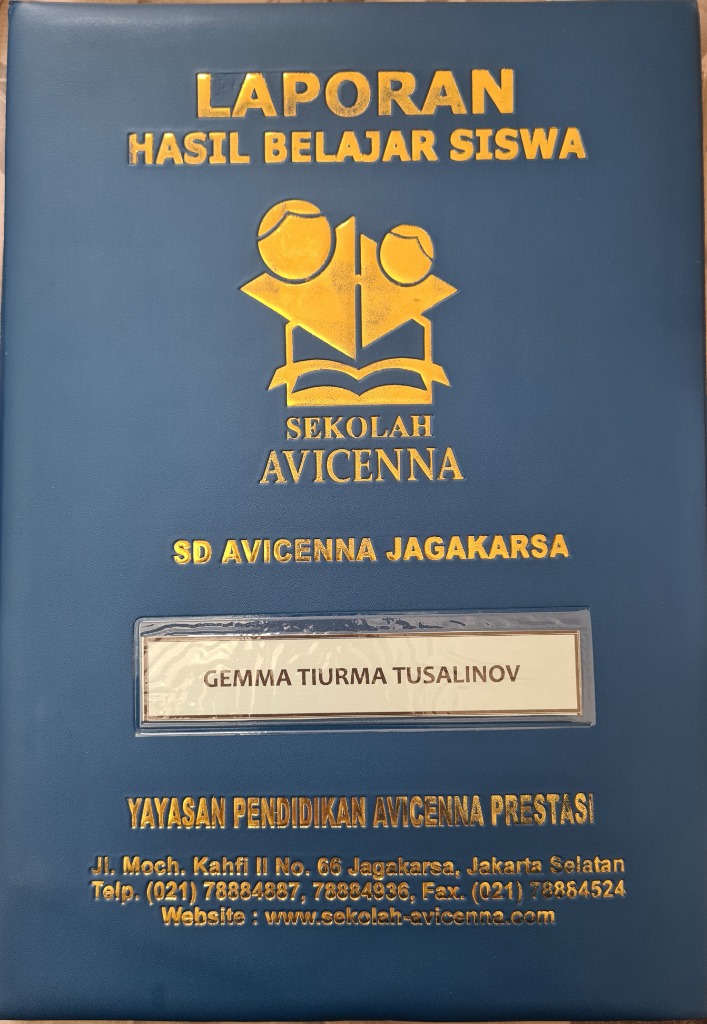 LAPORAN
HASIL BELAJAR SISWA
SEKOLAH
AVICENNA
SD AVICENNA JAGAKARSA
GEMMA TIURMA TUSALINOV
YAYASAN PENDIDIKAN AVICENNA PRESTASI
Jl. Moch. Kahfi II No. 66 Jagakarsa, Jakarta Selatan
Telp. (021) 78884887, 78884936, Fax. (021) 78884524
Website : www.sekolah-avicenna.com